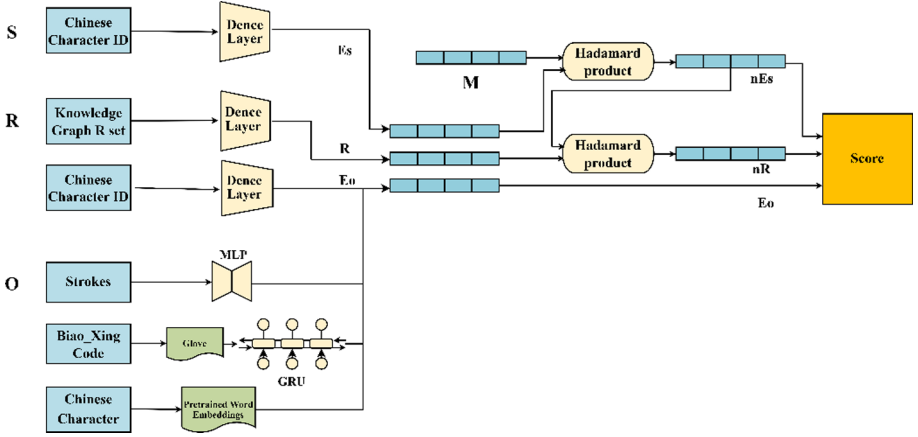 S
Chinese
Character ID
Dence
Layer
Es
M
Hadamard
product
nEs
R
Knowledge
Graph R set
Dence
Layer
R
Hadamard
product
nR
Score
Chinese
Character ID
Dence
Layer
Eo
Eo
O
Strokes
MLP
Biao_Xing
Code
Glove
GRU
Chinese
Character
Pretrained Word
Embeddings